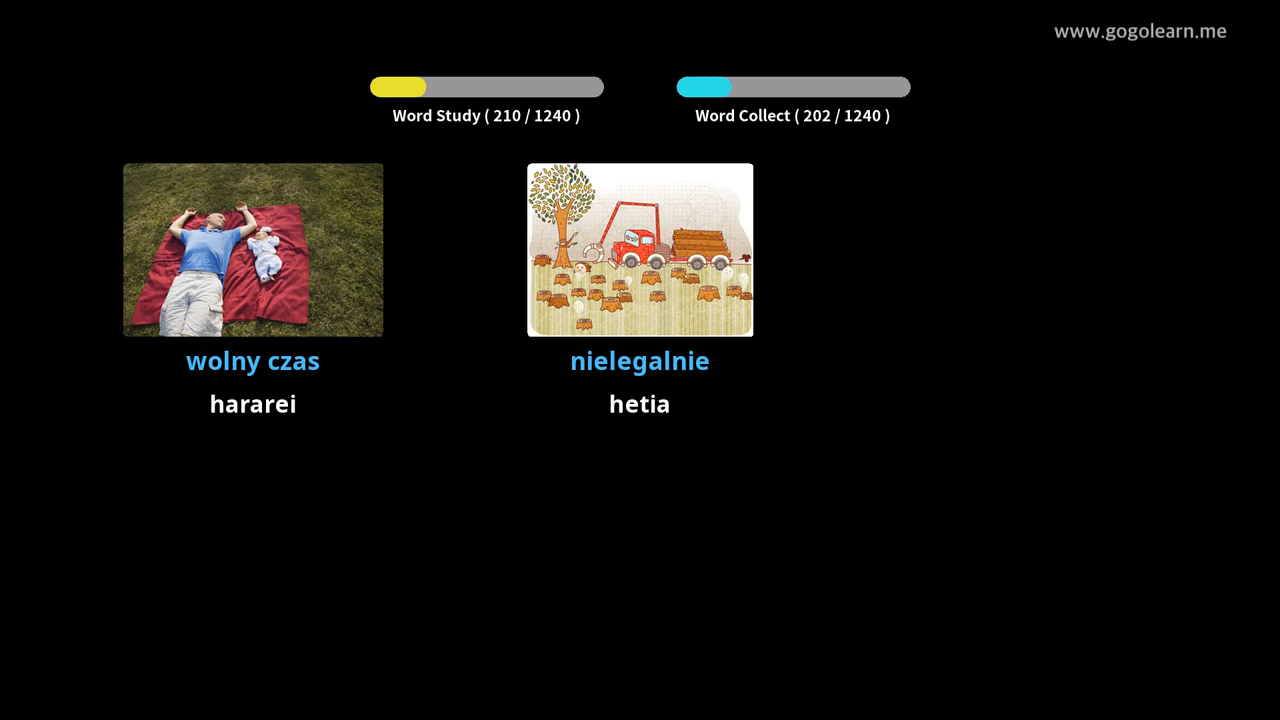 www.gogolearn.me
Word Study ( 210 / 1240 )
Word Collect ( 202 / 1240 )
wolny czas
hararei
nielegalnie
hetia